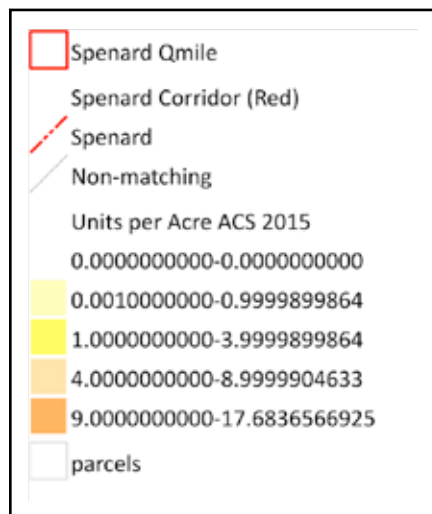 Spenard Qmile
Spenard Corridor (Red)
Spenard
Non-matching
Units per Acre ACS 2015
0.0000000000-0.0000000000
0.0010000000-0.9999899864
1.0000000000-3.9999899864
4.0000000000-8.9999904633
9.0000000000-17.6836566925
parcels